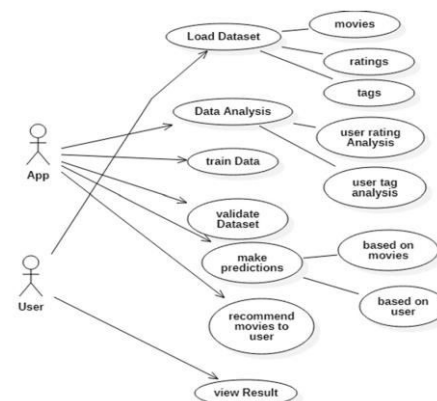 movies
Load Dataset
ratings
tags
Data Analysis
user rating
Analysis
App
train Data
user tag
analysis
validate
Dataset
make
predictions
based on
movies
User
based on
user
recommend
movies to
user
view Result